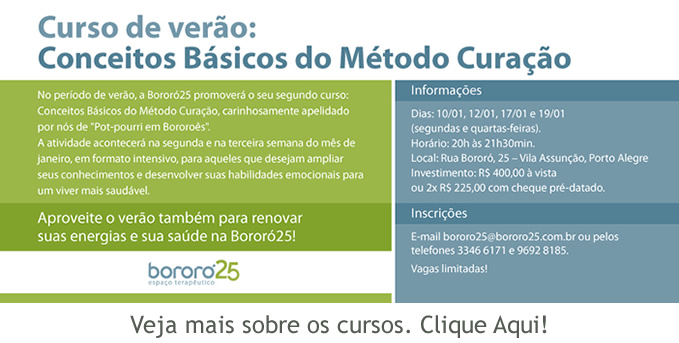 Curso de verão:
Conceitos Básicos do Método Curação
No período de verão, a Bororó25 promoverá o seu segundo curso:
Conceitos Básicos do Método Curação, carinhosamente apelidado
por nós de "Pot-pourri em Bororoês".
A atividade acontecerá na segunda e na terceira semana do mês de
janeiro, em formato intensivo, para aqueles que desejam ampliar
seus conhecimentos e desenvolver suas habilidades emocionais para
um viver mais saudável.
Aproveite o verão também para renovar
suas energias e sua saúde na Bororó25!
bororó25
espaço terapêutico
Informações
Dias: 10/01, 12/01, 17/01 e 19/01
(segundas e quartas-feiras).
Horário: 20h às 21h30min.
Local: Rua Bororó, 25 – Vila Assunção, Porto Alegre
Investimento: R$ 400,00 à vista
ou 2x R$ 225,00 com cheque pré-datado.
Inscrições
E-mail bororo25@bororo25.com.br ou pelos
telefones 3346 6171 e 9692 8185.
Vagas limitadas!
Veja mais sobre os cursos. Clique Aqui!